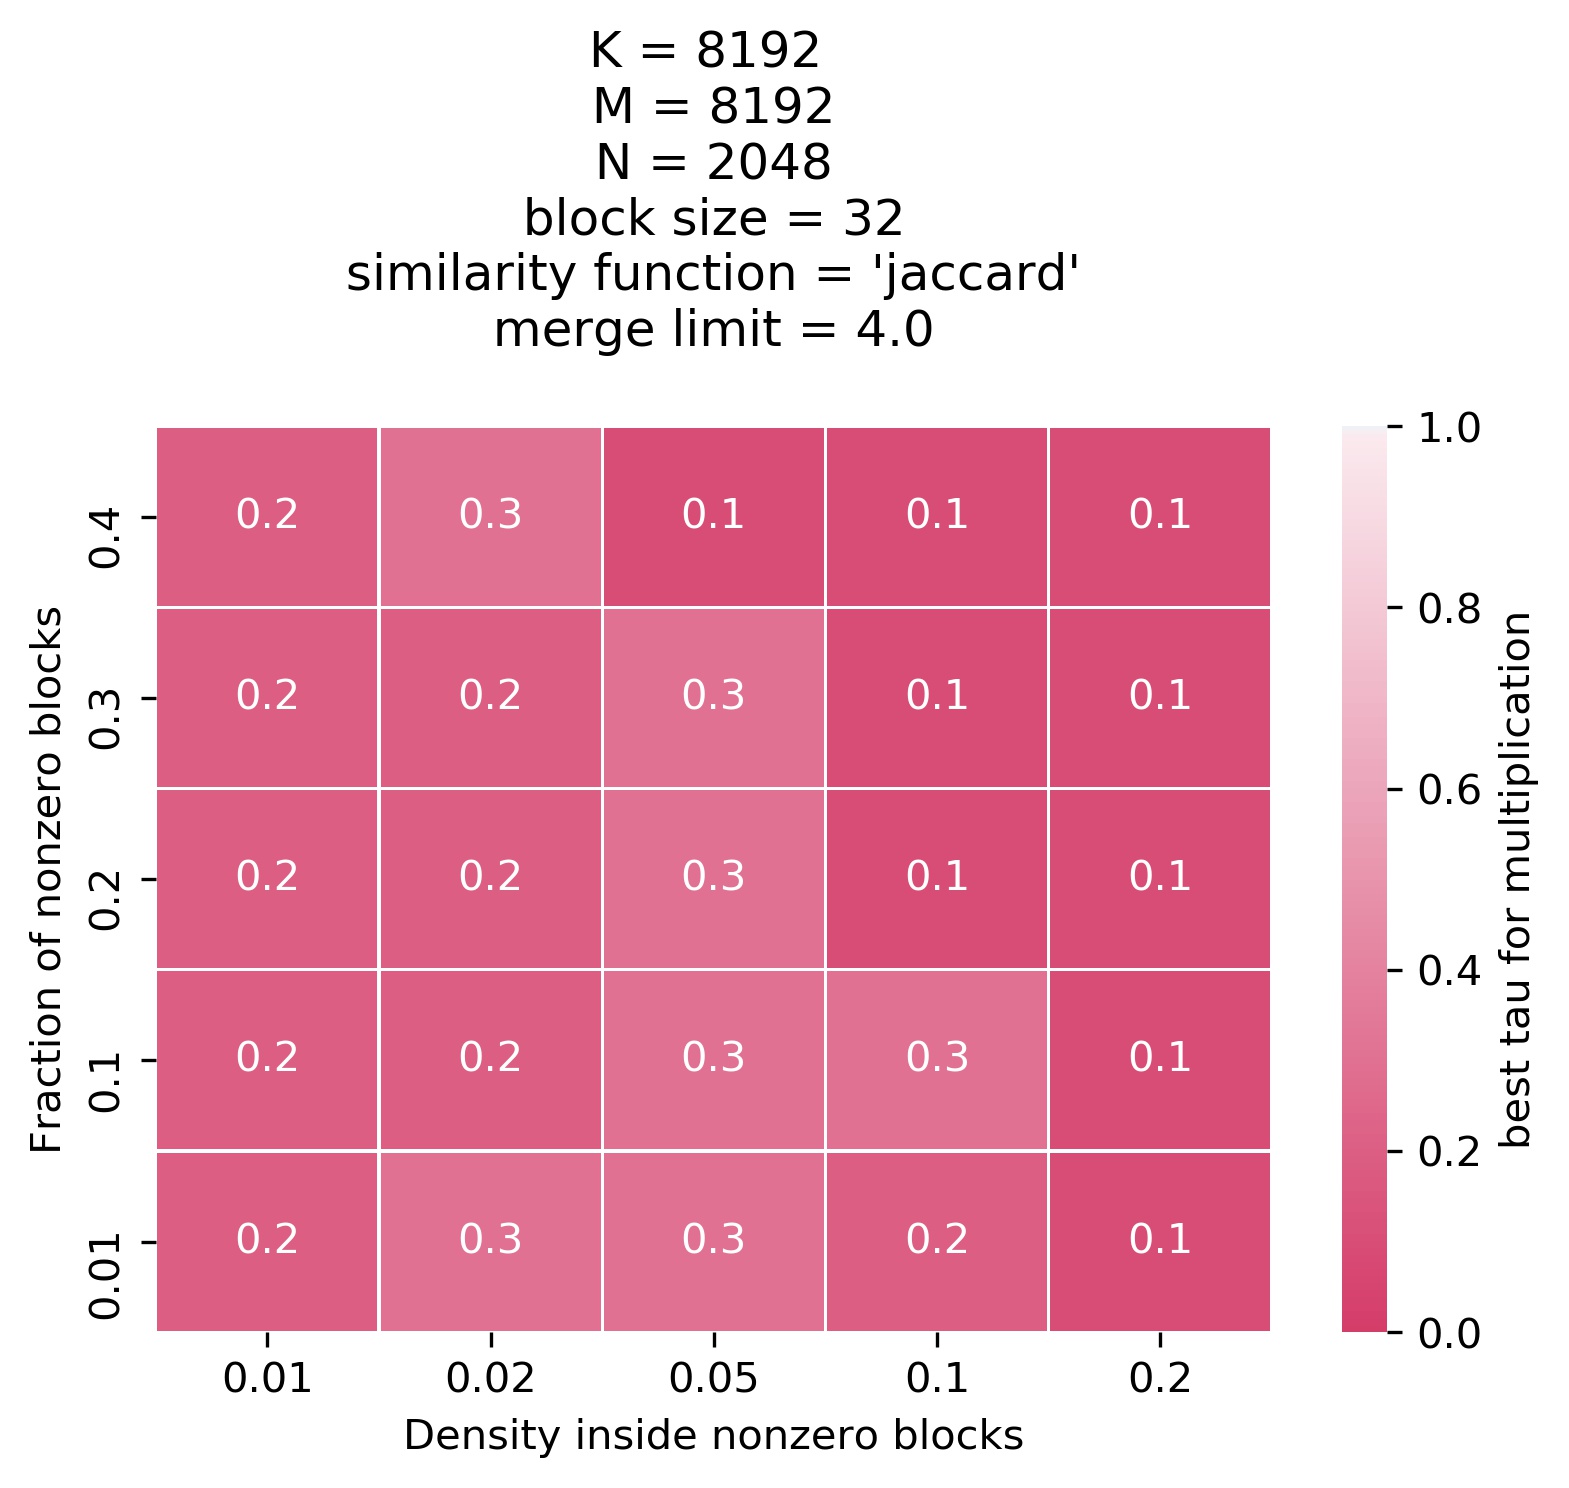 K = 8192
M = 8192
N = 2048
block size = 32
similarity function = 'jaccard'
merge limit = 4.0
Fraction of nonzero blocks
0.4 0.2 0.3 0.1 0.1 0.1
0.3 0.2 0.2 0.3 0.1 0.1
0.2 0.2 0.2 0.3 0.1 0.1
0.1 0.2 0.2 0.3 0.3 0.1
0.01 0.2 0.3 0.3 0.2 0.1
0.01 0.02 0.05 0.1 0.2
Density inside nonzero blocks
1.0
0.8
0.6
0.4
0.2
0.0
best tau for multiplication